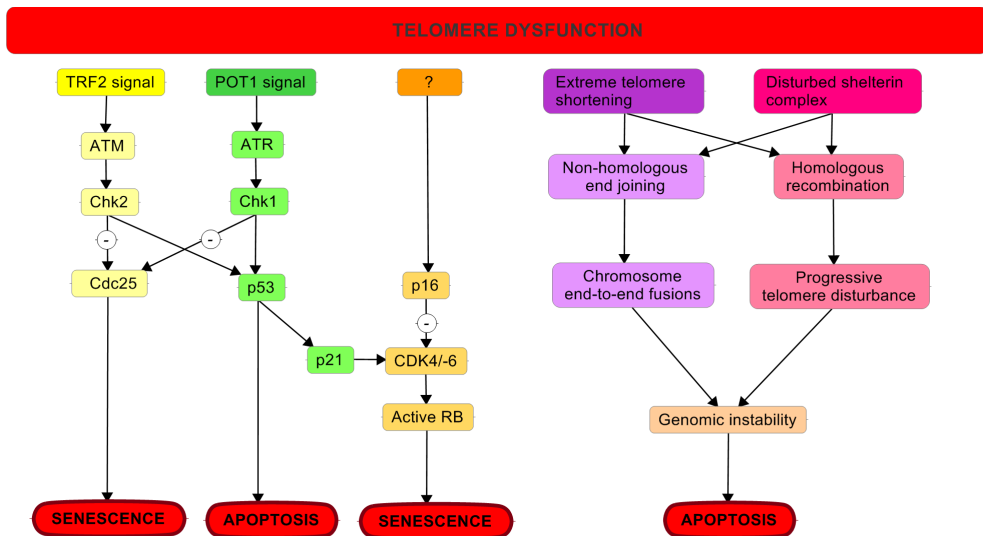 TELOMERE DYSFUNCTION
TRF2 signal
POT1 signal
?
Extreme telomere
shortening
Disturbed shelterin
complex
ATM
ATR
Non-homologous
end joining
Homologous
recombination
Chk2
Chk1
-
-
Cdc25
p53
p16
Chromosome
end-to-end fusions
Progressive
telomere disturbance
-
p21
CDK4/-6
Active RB
Genomic instability
SENESCENCE
APOPTOSIS
SENESCENCE
APOPTOSIS